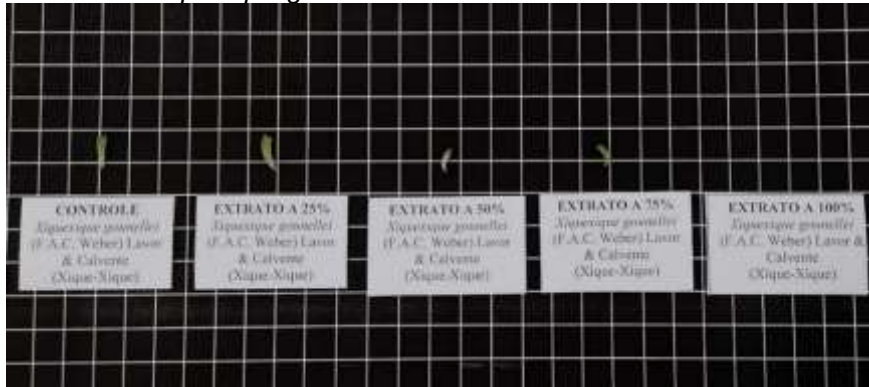 CONTROLE
Xiquexique gounellei
(F.A.C. Weber) Lavor
& Calvente
(Xique-Xique)
EXTRATO A 25%
Xiquexique gounellei
(F.A.C. Weber) Lavor
& Calvente
(Xique-Xique)
EXTRATO A 50%
Xiquexique gounellei
(F.A.C. Weber) Lavor
& Calvente
(Xique-Xique)
EXTRATO A 75%
Xiquexique gounellei
(F.A.C. Weber) Lavor
& Calvente
(Xique-Xique)
EXTRATO A 100%
Xiquexique gounellei
(F.A.C. Weber) Lavor &
Calvente
(Xique-Xique)